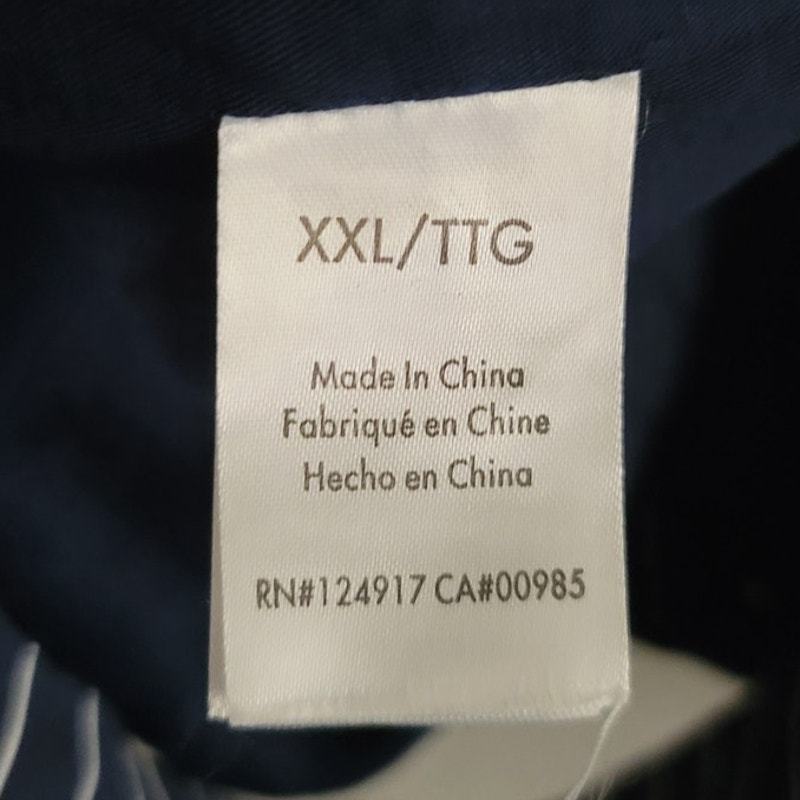 XXL/TTG
Made In China
Fabriqué en Chine
Hecho en China
RN#124917 CA#00985